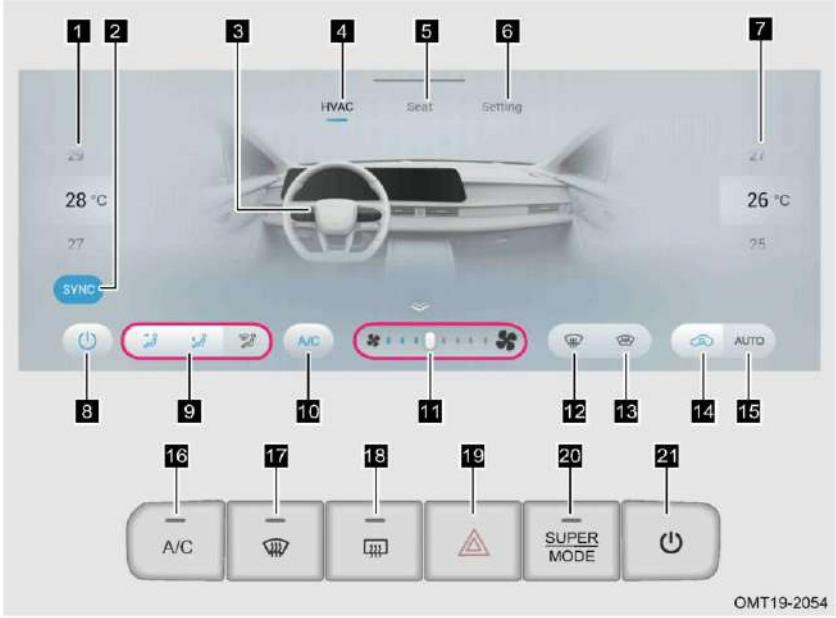 1 2 3 4 5 6 7
HVAC Seat Setting
29 27
28 °C 26 °C
27 25
SYNC
A/C AUTO
8 9 10 11 12 13 14 15
16 17 18 19 20 21
A/C SUPER
MODE
OMT19-2054